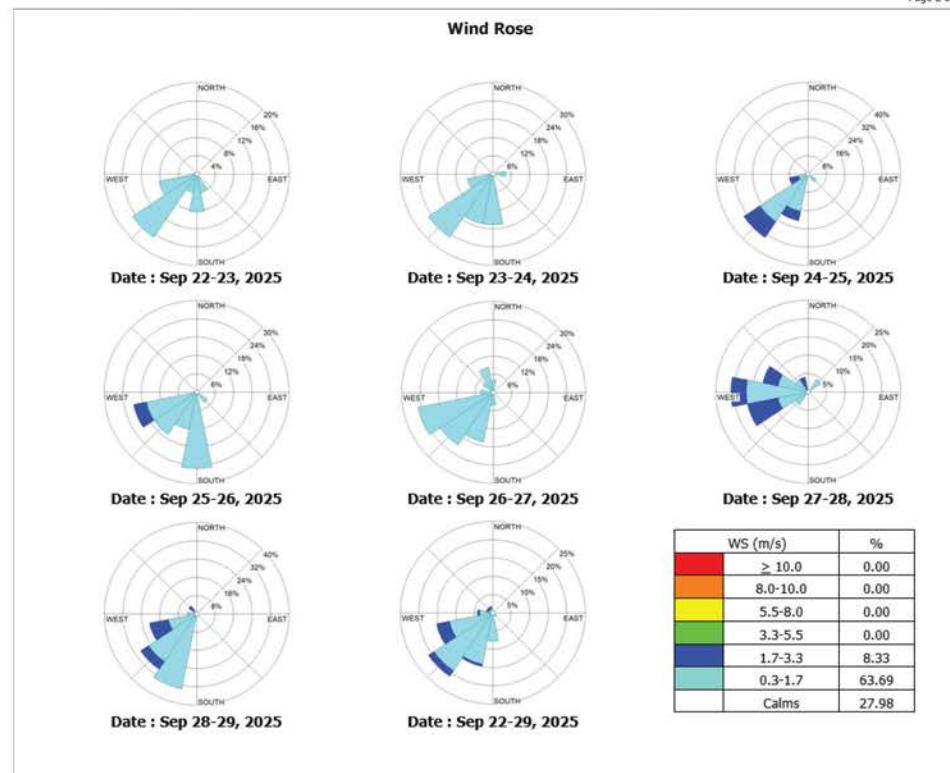 Wind Rose
NORTH
20%
16%
12%
8%
4%
WEST
EAST
SOUTH
Date : Sep 22-23, 2025
NORTH
30%
24%
18%
12%
6%
WEST
EAST
SOUTH
Date : Sep 23-24, 2025
NORTH
40%
32%
24%
16%
8%
WEST
EAST
SOUTH
Date : Sep 24-25, 2025
NORTH
30%
24%
18%
12%
6%
WEST
EAST
SOUTH
Date : Sep 25-26, 2025
NORTH
30%
24%
18%
12%
6%
WEST
EAST
SOUTH
Date : Sep 26-27, 2025
NORTH
25%
20%
15%
10%
5%
WEST
EAST
SOUTH
Date : Sep 27-28, 2025
NORTH
40%
32%
24%
16%
8%
WEST
EAST
SOUTH
Date : Sep 28-29, 2025
NORTH
25%
20%
15%
10%
5%
WEST
EAST
SOUTH
Date : Sep 22-29, 2025
WS (m/s) %
≥ 10.0 0.00
8.0-10.0 0.00
5.5-8.0 0.00
3.3-5.5 0.00
1.7-3.3 8.33
0.3-1.7 63.69
Calms 27.98